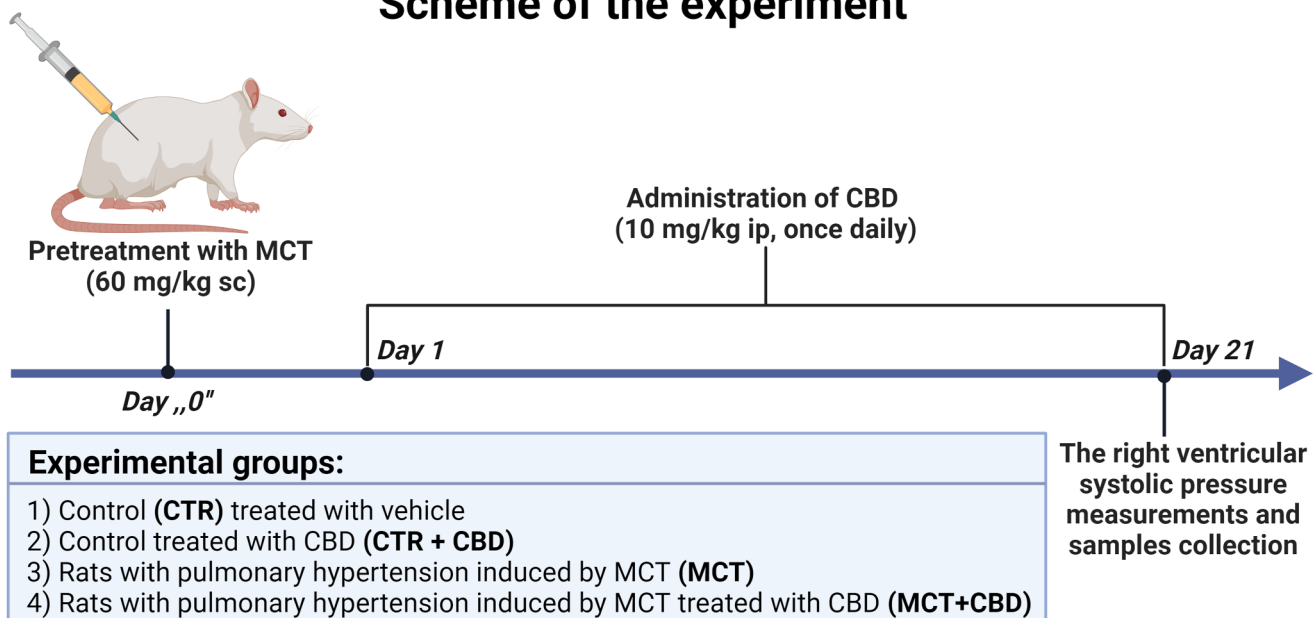 Scheme of the experiment
Pretreatment with MCT
(60 mg/kg sc)
Administration of CBD
(10 mg/kg ip, once daily)
Day 1
Day 21
Day ,,0"
Experimental groups:
1) Control (CTR) treated with vehicle
2) Control treated with CBD (CTR + CBD)
3) Rats with pulmonary hypertension induced by MCT (MCT)
4) Rats with pulmonary hypertension induced by MCT treated with CBD (MCT+CBD)
The right ventricular
systolic pressure
measurements and
samples collection